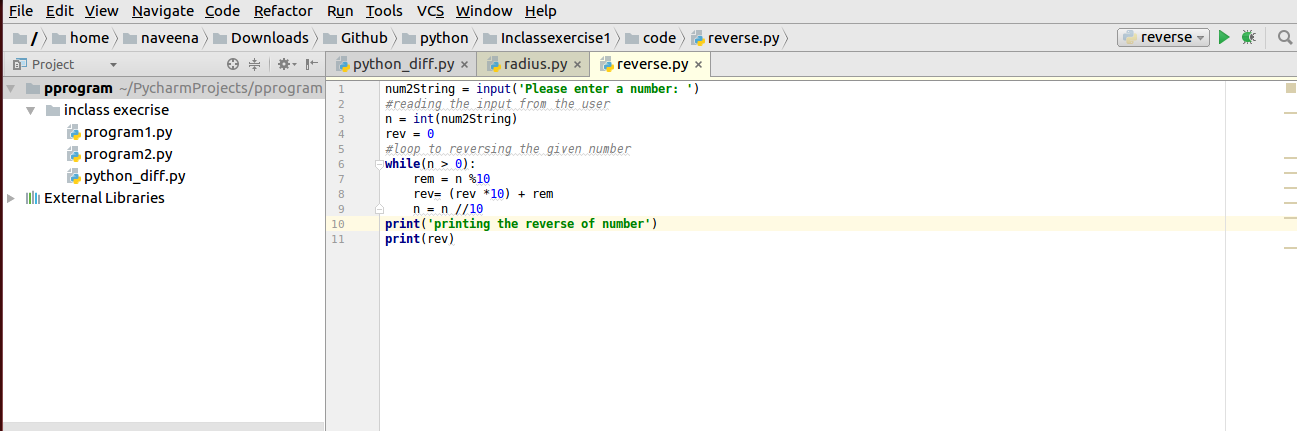 File Edit View Navigate Code Refactor Run Tools VCS Window Help
/ home naveena Downloads Github python Inclassexercise1 code reverse.py reverse
Project python_diff.py × radius.py × reverse.py ×
pprogram ~/PycharmProjects/pprogram
inclass execrise
program1.py
program2.py
python_diff.py
External Libraries
1 num2String = input('Please enter a number: ')
2 #reading the input from the user
3 n = int(num2String)
4 rev = 0
5 #loop to reversing the given number
6 while(n > 0):
7 rem = n %10
8 rev= (rev *10) + rem
9 n = n //10
10 print('printing the reverse of number')
11 print(rev)